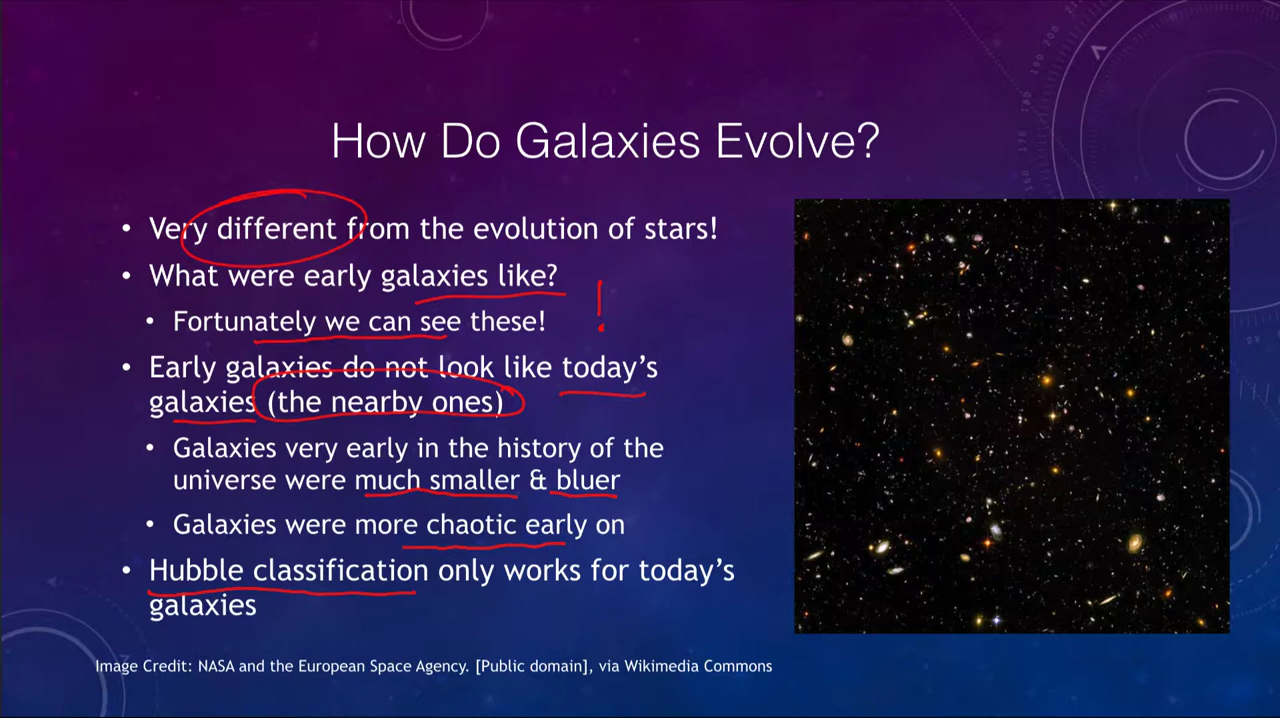 How Do Galaxies Evolve?
• Very different from the evolution of stars!
• What were early galaxies like?
• Fortunately we can see these!
!
• Early galaxies do not look like today's
galaxies (the nearby ones)
• Galaxies very early in the history of the
universe were much smaller & bluer
• Galaxies were more chaotic early on
• Hubble classification only works for today's
galaxies
Image Credit: NASA and the European Space Agency. [Public domain], via Wikimedia Commons